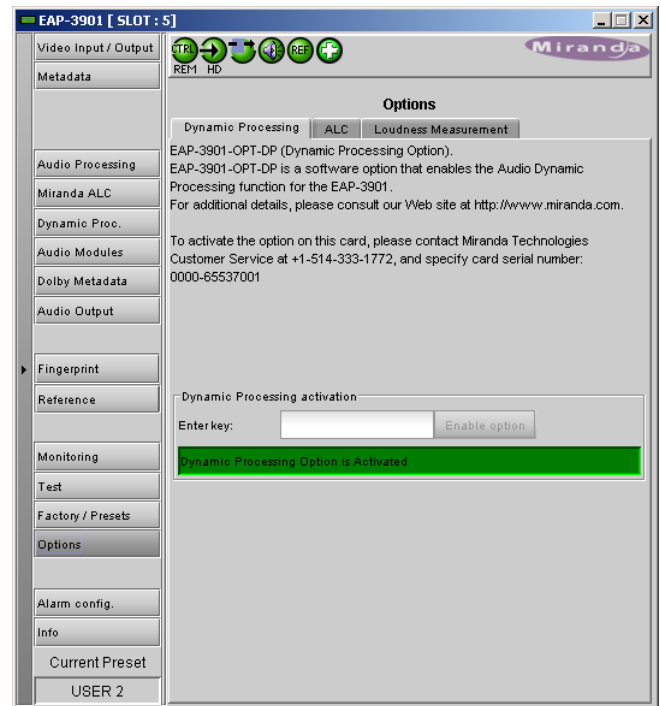 EAP-3901 [ SLOT : 5]
Video Input / Output
Metadata
Audio Processing
Miranda ALC
Dynamic Proc.
Audio Modules
Dolby Metadata
Audio Output
Fingerprint
Reference
Monitoring
Test
Factory / Presets
Options
Alarm config.
Info
Current Preset
USER 2
CTRL REF
REM HD
Miranda
Options
Dynamic Processing ALC Loudness Measurement
EAP-3901-OPT-DP (Dynamic Processing Option).
EAP-3901-OPT-DP is a software option that enables the Audio Dynamic
Processing function for the EAP-3901.
For additional details, please consult our Web site at http://www.miranda.com.
To activate the option on this card, please contact Miranda Technologies
Customer Service at +1-514-333-1772, and specify card serial number:
0000-65537001
Dynamic Processing activation
Enter key: Enable option
Dynamic Processing Option is Activated